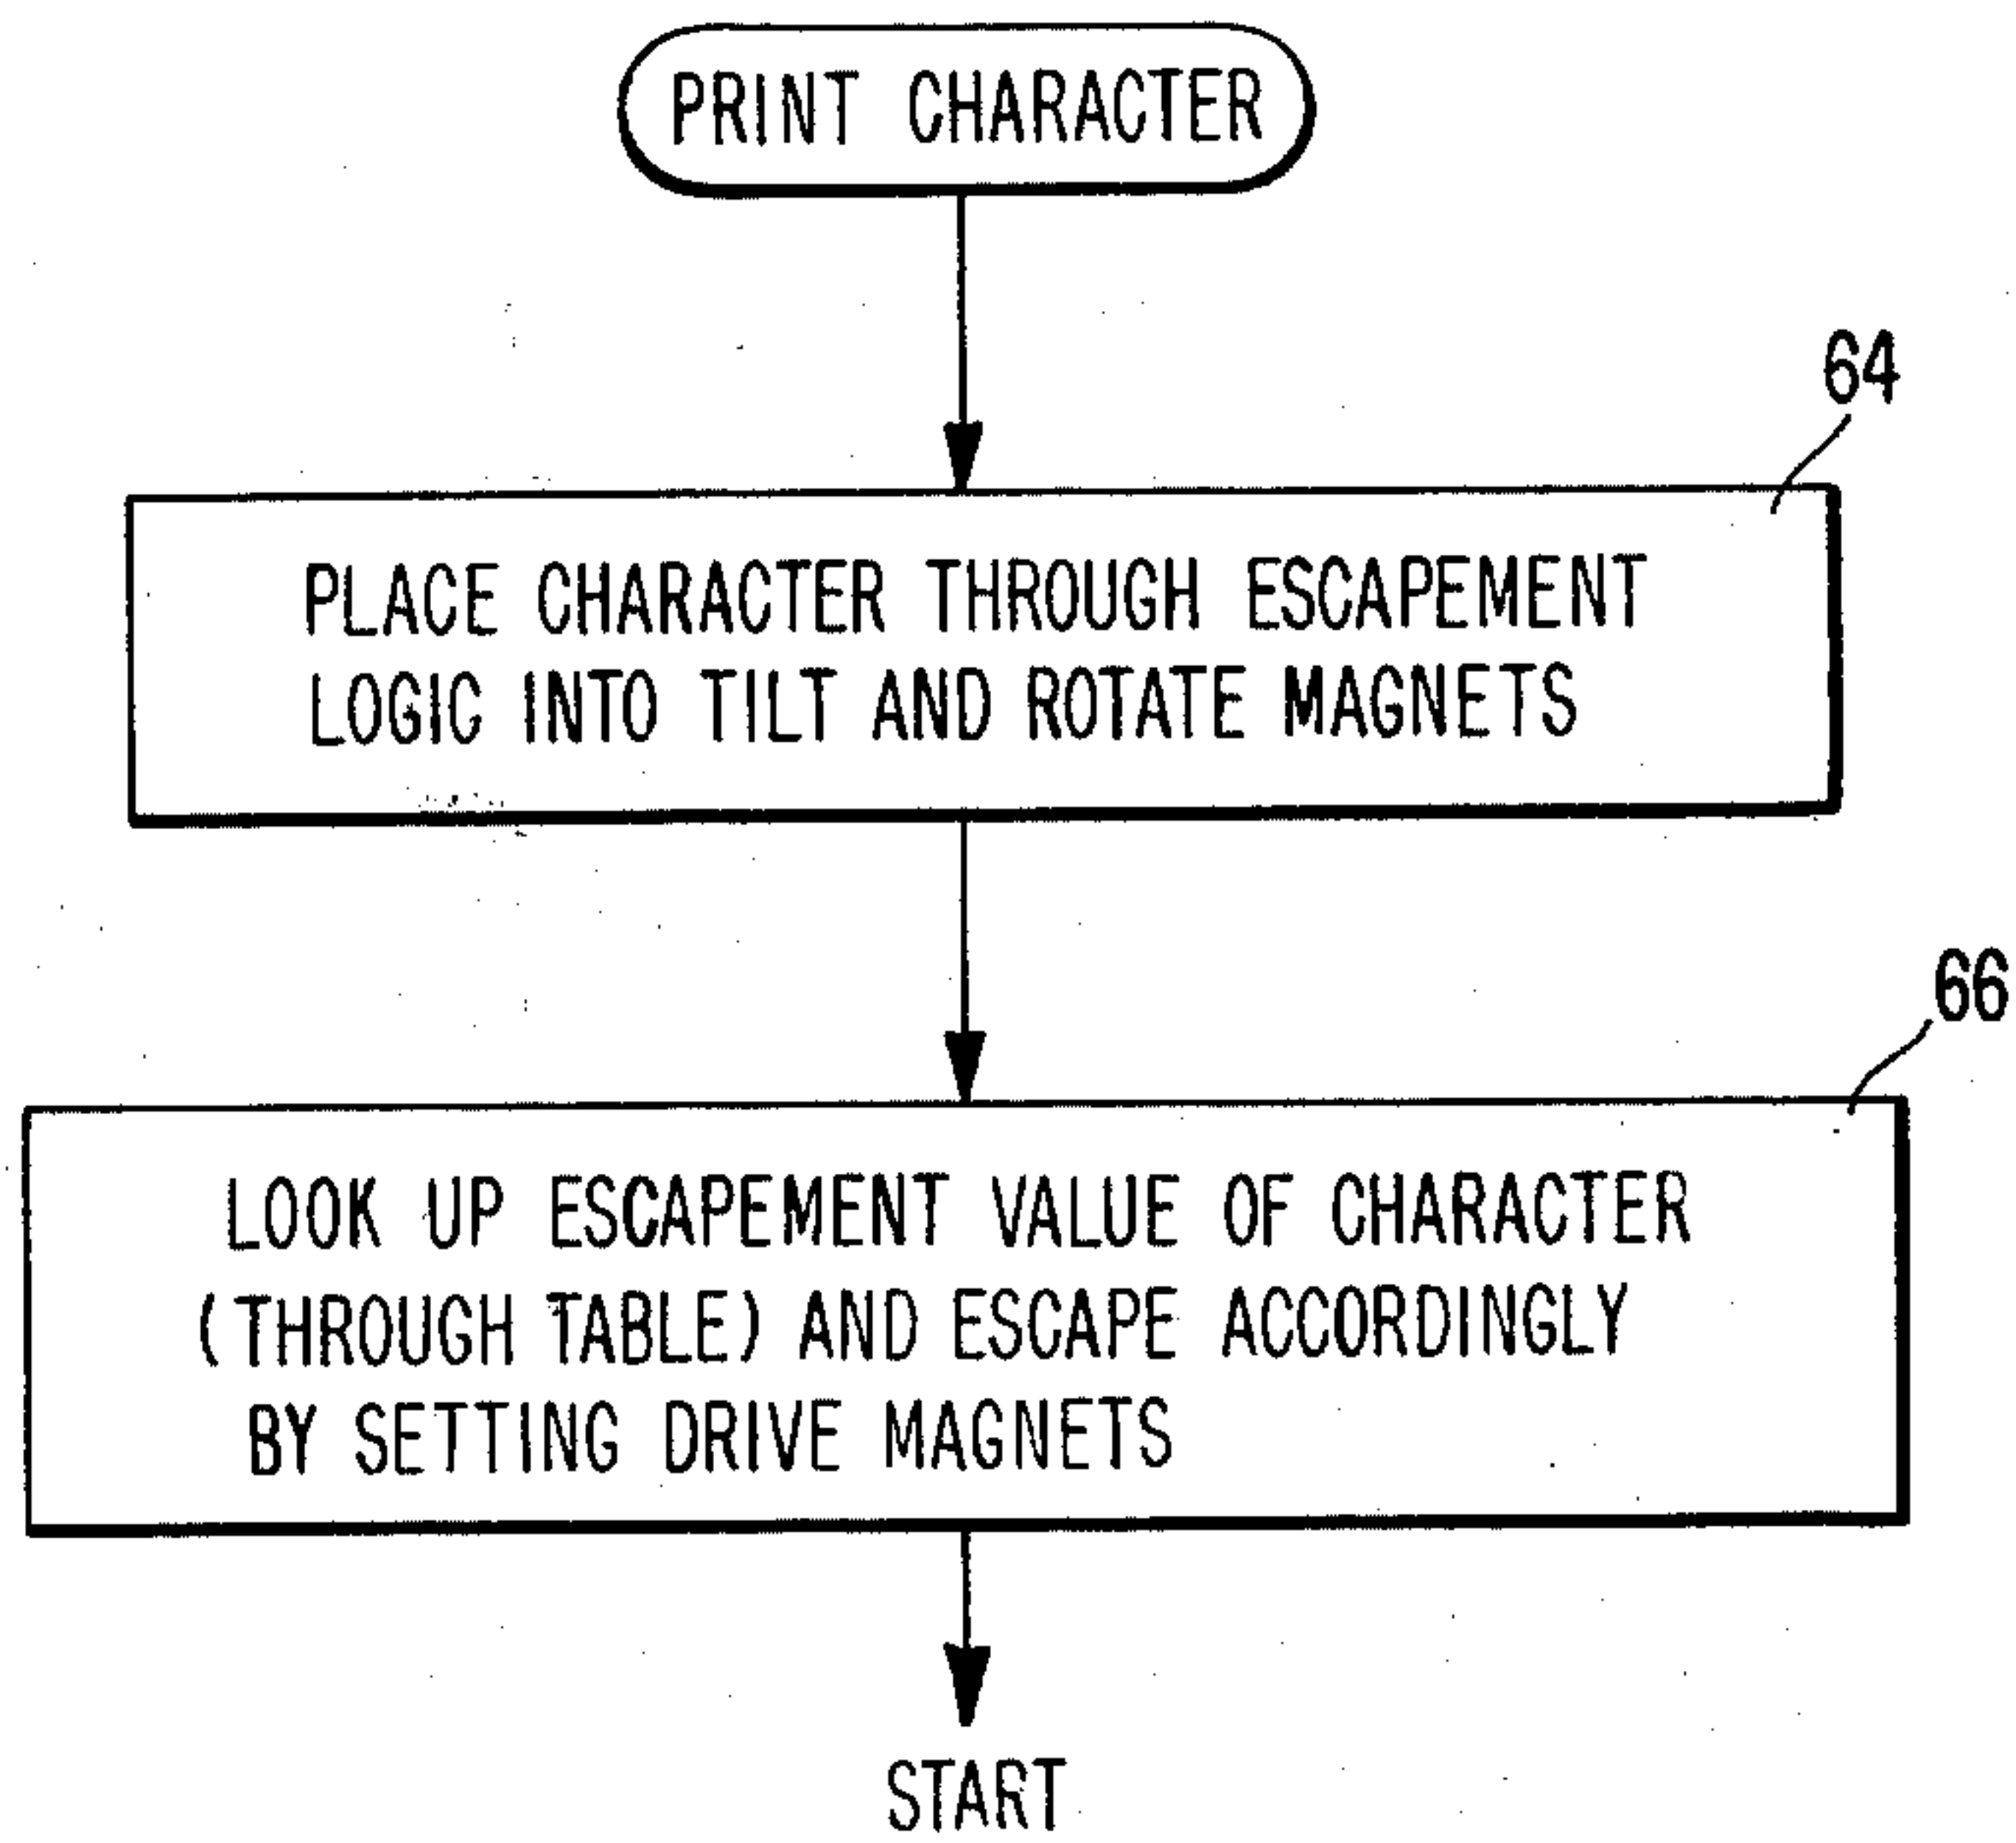 PRINT CHARACTER
64
PLACE CHARACTER THROUGH ESCAPEMENT
LOGIC INTO TILT AND ROTATE MAGNETS
66
LOOK UP ESCAPEMENT VALUE OF CHARACTER
(THROUGH TABLE) AND ESCAPE ACCORDINGLY
BY SETTING DRIVE MAGNETS
START